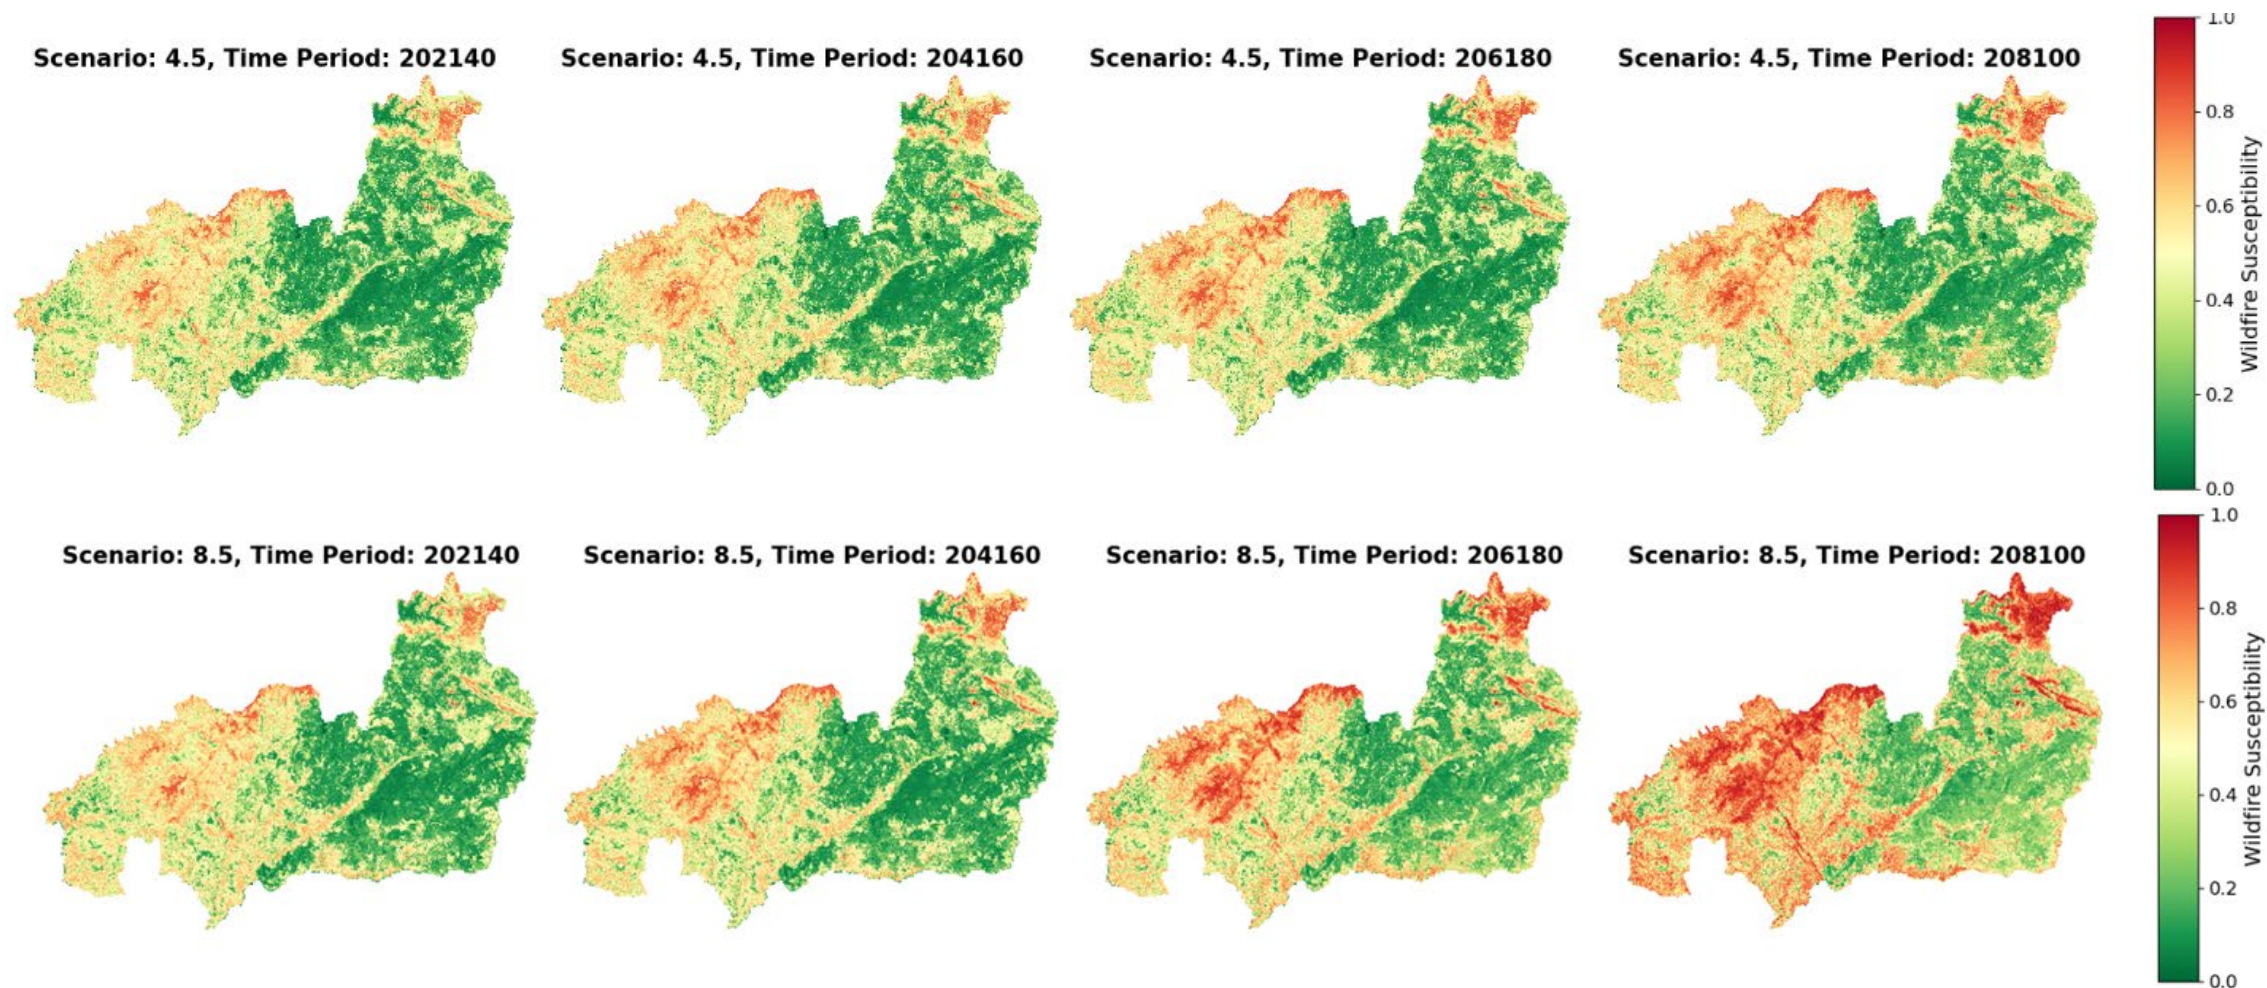 Scenario: 4.5, Time Period: 202140
Scenario: 4.5, Time Period: 204160
Scenario: 4.5, Time Period: 206180
Scenario: 4.5, Time Period: 208100
1.0
0.8
0.6
0.4
0.2
0.0
Wildfire Susceptibility
Scenario: 8.5, Time Period: 202140
Scenario: 8.5, Time Period: 204160
Scenario: 8.5, Time Period: 206180
Scenario: 8.5, Time Period: 208100
1.0
0.8
0.6
0.4
0.2
0.0
Wildfire Susceptibility